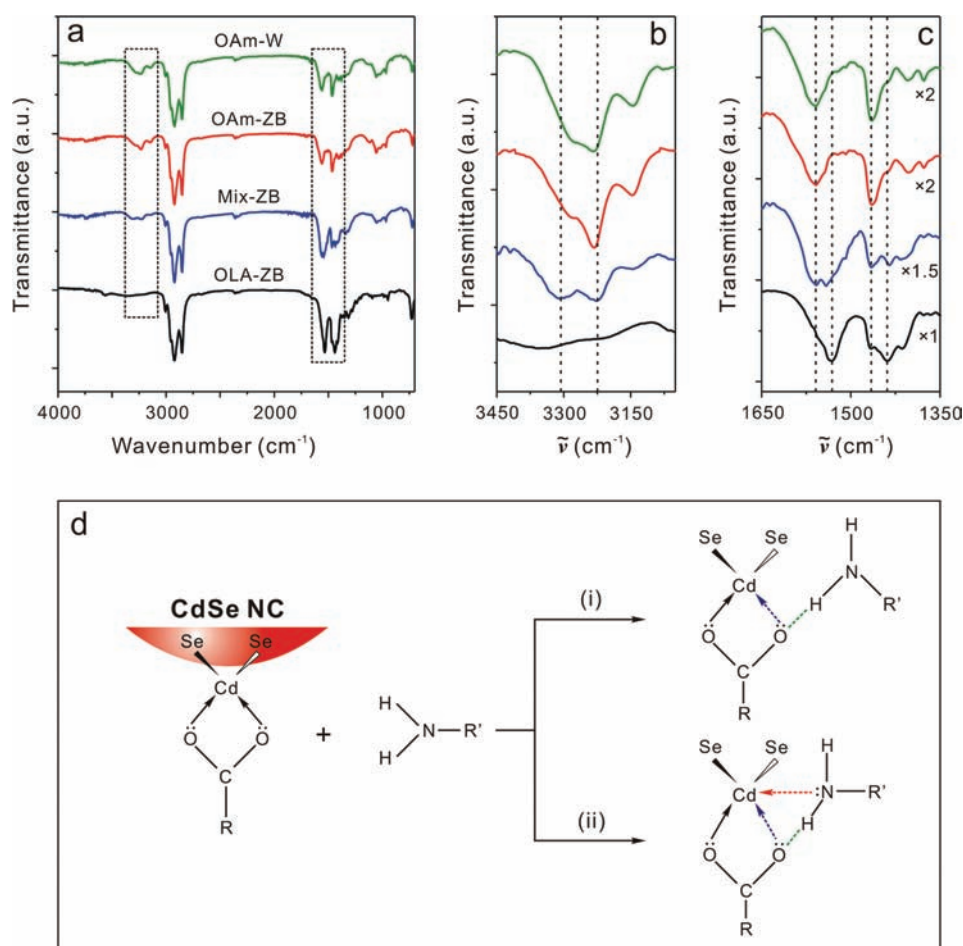 a
OAm-W
OAm-ZB
Mix-ZB
OLA-ZB
Transmittance (a.u.)
4000 3000 2000 1000
Wavenumber (cm⁻¹)
b
Transmittance (a.u.)
3450 3300 3150
ν̃ (cm⁻¹)
c
×2
×2
×1.5
×1
Transmittance (a.u.)
1650 1500 1350
ν̃ (cm⁻¹)
d
CdSe NC
Se Se
Cd
O O
C
R
+
H
N R'
H
(i)
Se Se
Cd
H
N
H R'
O O
C
R
(ii)
Se Se
Cd
H
:N R'
H
O O
C
R